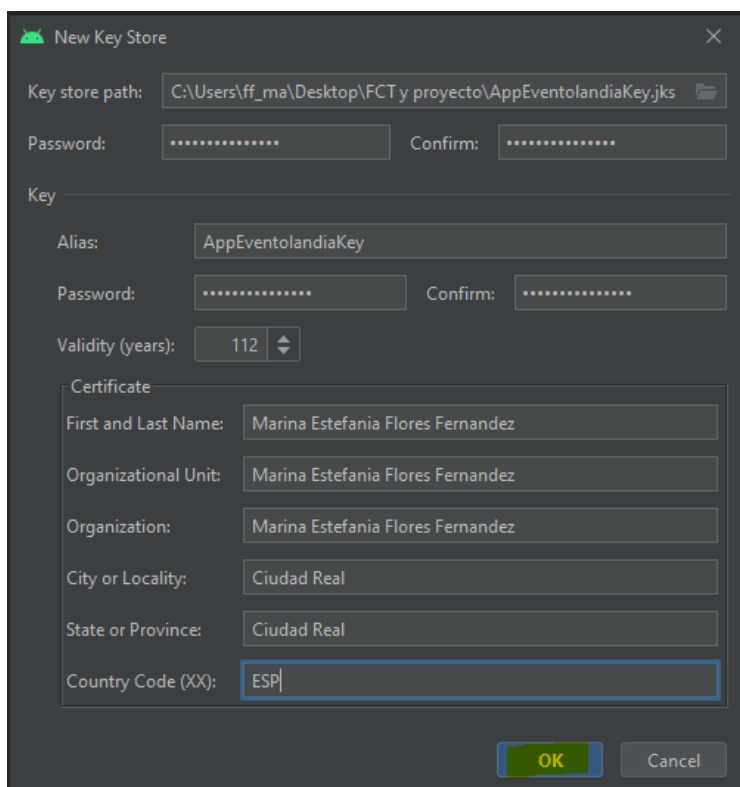 New Key Store
Key store path: C:\Users\ff_ma\Desktop\FCT y proyecto\AppEventolandiaKey.jks
Password: ••••••••••••••• Confirm: •••••••••••••••
Key
Alias: AppEventolandiaKey
Password: ••••••••••••••• Confirm: •••••••••••••••
Validity (years): 112
Certificate
First and Last Name: Marina Estefania Flores Fernandez
Organizational Unit: Marina Estefania Flores Fernandez
Organization: Marina Estefania Flores Fernandez
City or Locality: Ciudad Real
State or Province: Ciudad Real
Country Code (XX): ESP
OK Cancel